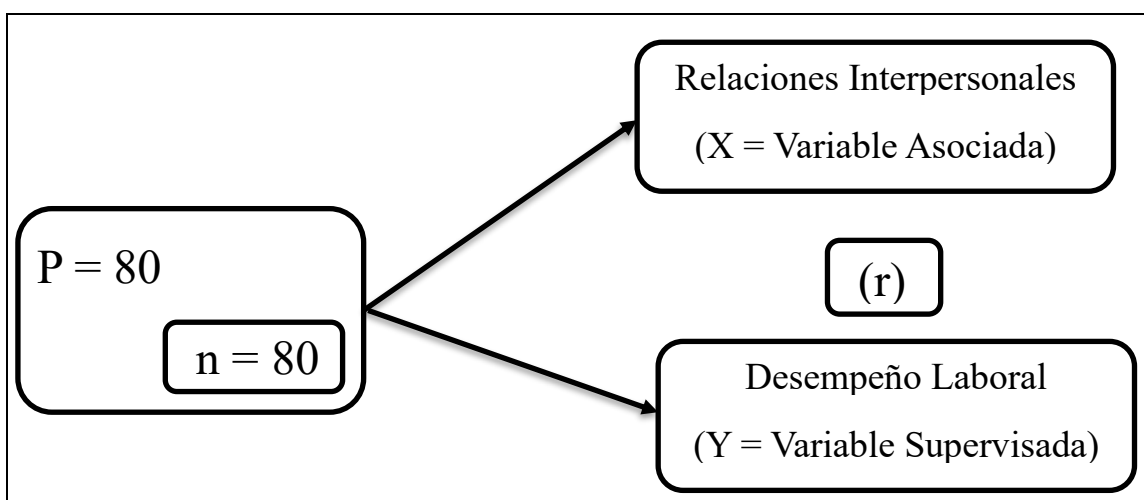 Relaciones Interpersonales
(X = Variable Asociada)
P = 80
n = 80
(r)
Desempeño Laboral
(Y = Variable Supervisada)